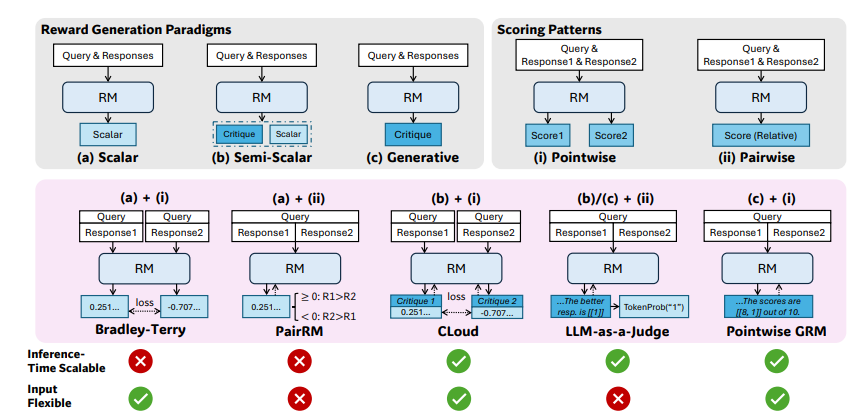 Reward Generation Paradigms
Query & Responses
RM
Scalar
(a) Scalar
Query & Responses
RM
Critique
Scalar
(b) Semi-Scalar
Query & Responses
RM
Critique
(c) Generative
Scoring Patterns
Query &
Response1 & Response2
RM
Score1
Score2
(i) Pointwise
Query &
Response1 & Response2
RM
Score (Relative)
(ii) Pairwise
(a) + (i)
Query
Query
Response1
Response2
RM
0.251...
loss
-0.707...
Bradley-Terry
(a) + (ii)
Query
Response1
Response2
RM
0.251...
≥ 0: R1>R2
< 0: R2>R1
PairRM
(b) + (i)
Query
Query
Response1
Response2
RM
Critique 1
0.251...
loss
Critique 2
-0.707...
CLoud
(b)/(c) + (ii)
Query
Response1
Response2
RM
...The better
resp. is [[1]]
TokenProb("1")
LLM-as-a-Judge
(c) + (i)
Query
Response1
Response2
RM
...The scores are
[[8, 1]] out of 10.
Pointwise GRM
Inference-
Time Scalable
Input
Flexible